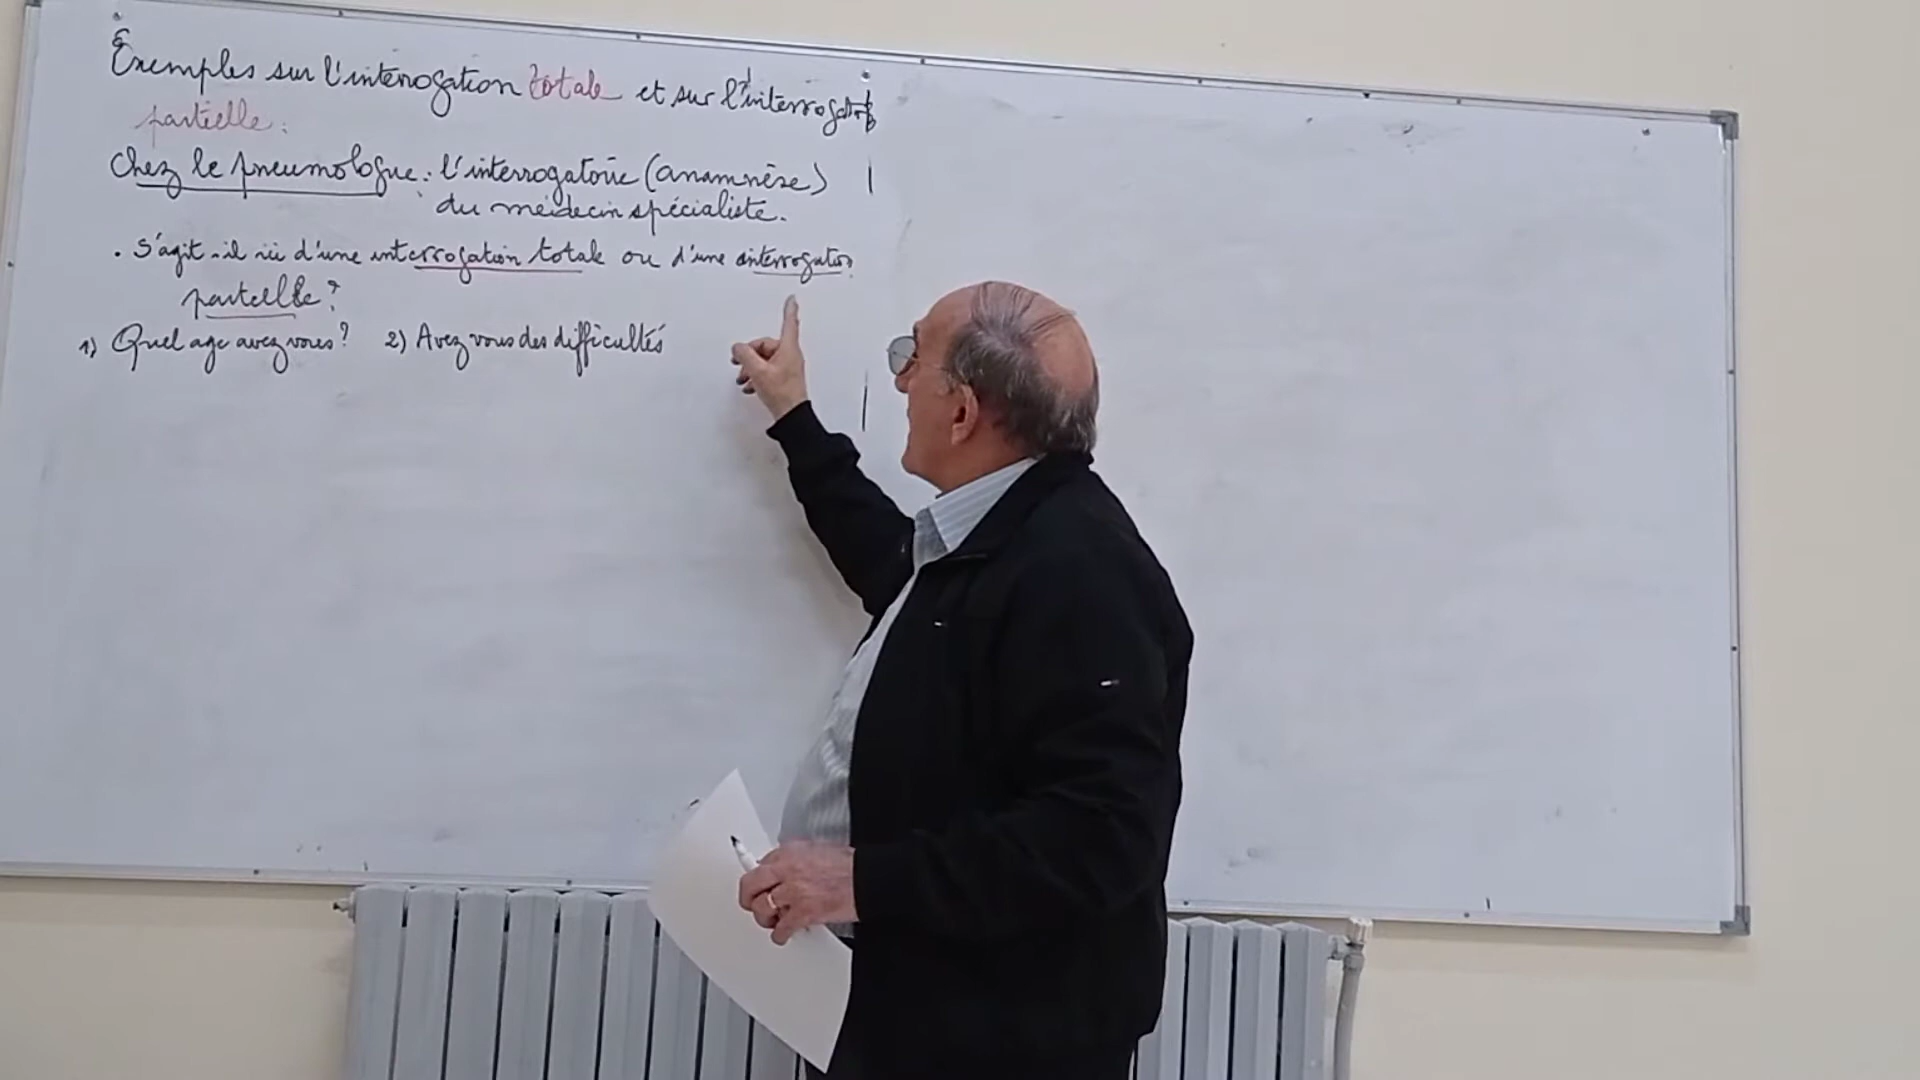 Exemples sur l'interrogation totale et sur l'interrogat
partielle :
Chez le pneumologue : l'interrogatoire (anamnèse)
du médecin spécialiste.
. S'agit-il ici d'une interrogation totale ou d'une interrogation
partielle ?
1) Quel age avez vous ? 2) Avez vous des difficultés